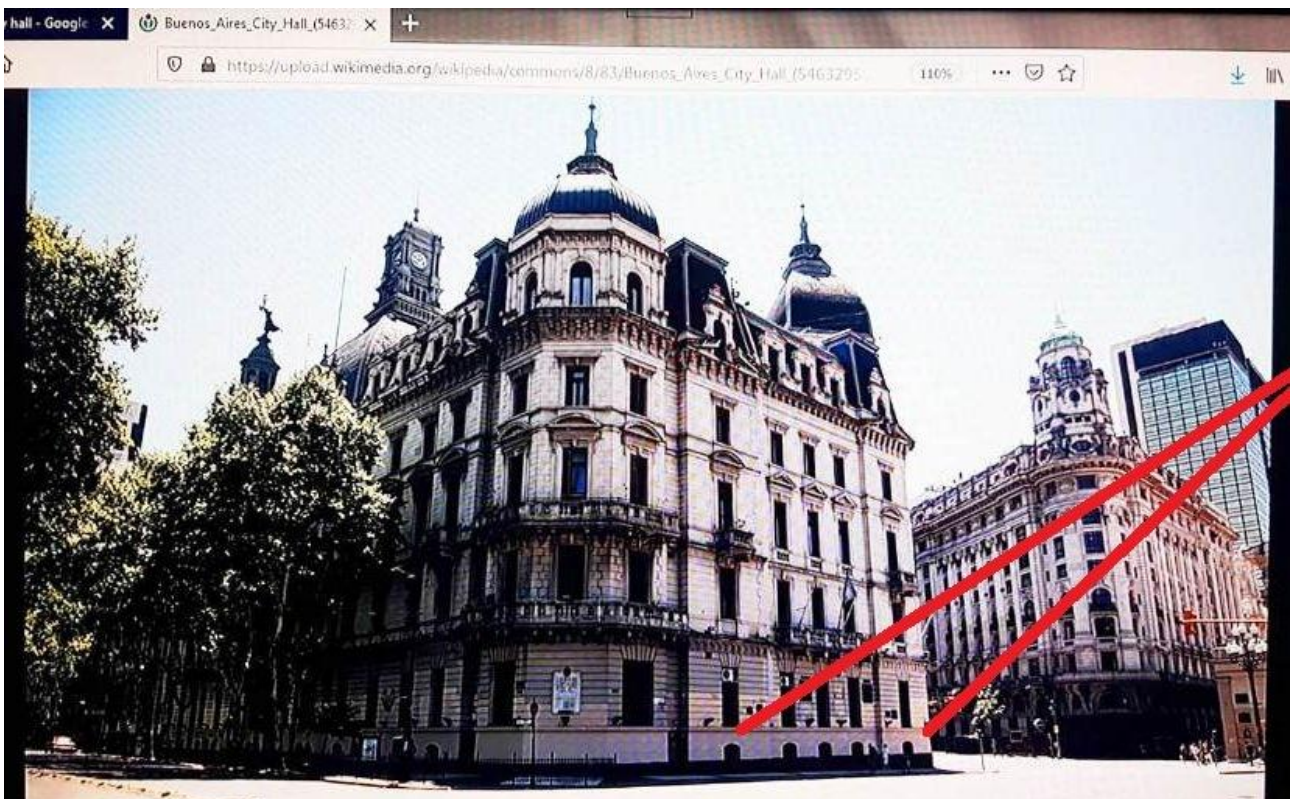 hall - Google
Buenos_Aires_City_Hall_(5463
https://upload.wikimedia.org/wikipedia/commons/8/83/Buenos_Aires_City_Hall_(5463295
110%